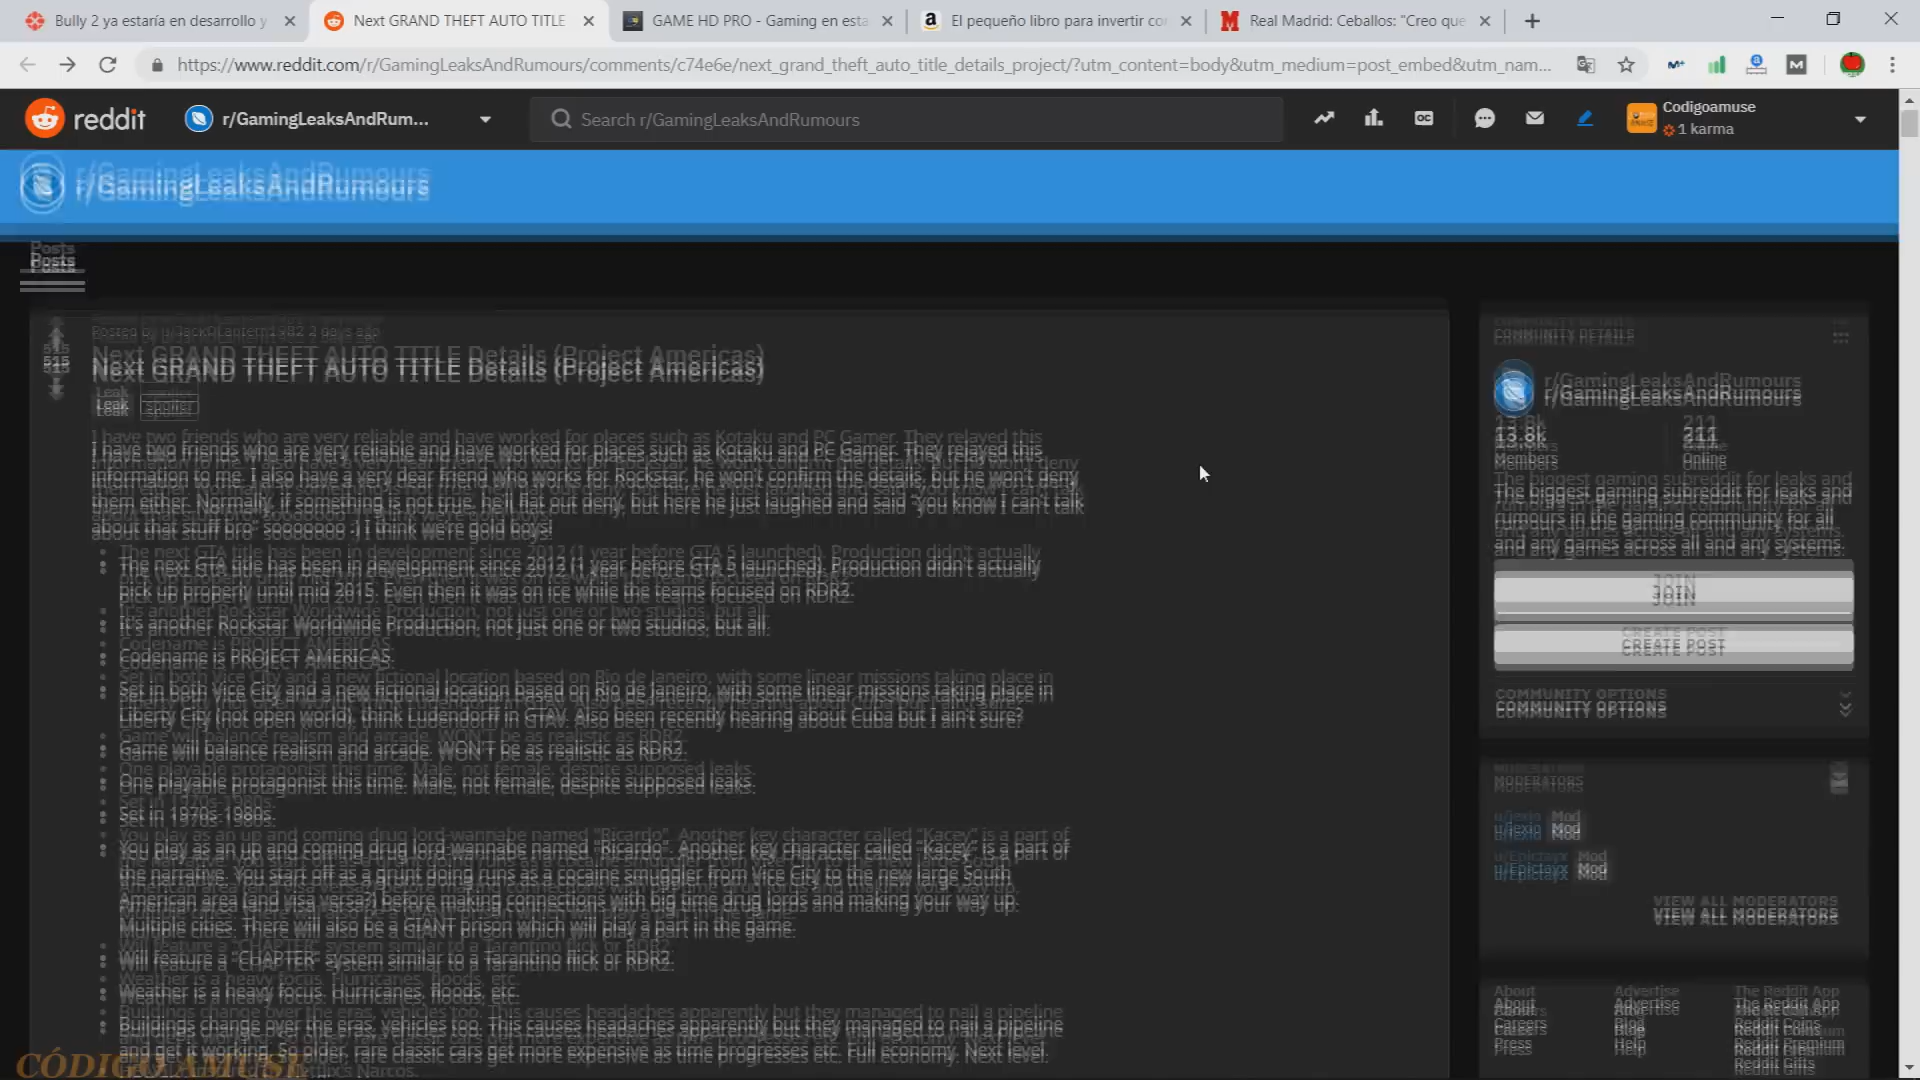 Bully 2 ya estaría en desarrollo y
Next GRAND THEFT AUTO TITLE
GAME HD PRO - Gaming en esta
El pequeño libro para invertir co
Real Madrid: Ceballos: "Creo que
https://www.reddit.com/r/GamingLeaksAndRumours/comments/c74e6e/next_grand_theft_auto_title_details_project/?utm_content=body&utm_medium=post_embed&utm_nam...
reddit
r/GamingLeaksAndRum...
Search r/GamingLeaksAndRumours
Codigoamuse
1 karma
r/GamingLeaksAndRumours
Posts
Posted by u/JackOLantern1982 2 days ago
515
Next GRAND THEFT AUTO TITLE Details (Project Americas)
Leak
spoiler
I have two friends who are very reliable and have worked for places such as Kotaku and PC Gamer. They relayed this
information to me. I also have a very dear friend who works for Rockstar, he won't confirm the details, but he won't deny
them either. Normally, if something is not true, he'll flat out deny, but here he just laughed and said "you know I can't talk
about that stuff bro" sooooooo :) I think we're gold boys!
The next GTA title has been in development since 2012 (1 year before GTA 5 launched). Production didn't actually
pick up properly until mid 2015. Even then it was on ice while the teams focused on RDR2.
It's another Rockstar Worldwide Production, not just one or two studios, but all.
Codename is PROJECT AMERICAS.
Set in both Vice City and a new fictional location based on Rio de Janeiro, with some linear missions taking place in
Liberty City (not open world), think Ludendorff in GTAV. Also been recently hearing about Cuba but I ain't sure?
Game will balance realism and arcade. WON'T be as realistic as RDR2.
One playable protagonist this time. Male, not female, despite supposed leaks.
Set in 1970s-1980s.
You play as an up and coming drug lord-wannabe named "Ricardo". Another key character called "Kacey" is a part of
the narrative. You start off as a grunt doing runs as a cocaine smuggler from Vice City to the new large South
American area (and visa versa?) before making connections with big time drug lords and making your way up.
Multiple cities. There will also be a GIANT prison which will play a part in the game.
Will feature a "CHAPTER" system similar to a Tarantino flick or RDR2.
Weather is a heavy focus. Hurricanes, floods, etc.
Buildings change over the eras, vehicles too. This causes headaches apparently but they managed to nail a pipeline
and get it working. So older, rare classic cars get more expensive as time progresses etc. Full economy. Next level.
Netflix's Narcos.
CÓDIGO AMUSE
COMMUNITY DETAILS
r/GamingLeaksAndRumours
13.8k
Members
211
Online
The biggest gaming subreddit for leaks and
rumours in the gaming community for all
and any games across all and any systems.
JOIN
CREATE POST
COMMUNITY OPTIONS
MODERATORS
u/jexio Mod
u/Epictayx Mod
VIEW ALL MODERATORS
About
Careers
Press
Advertise
Blog
Help
The Reddit App
Reddit Coins
Reddit Premium
Reddit Gifts